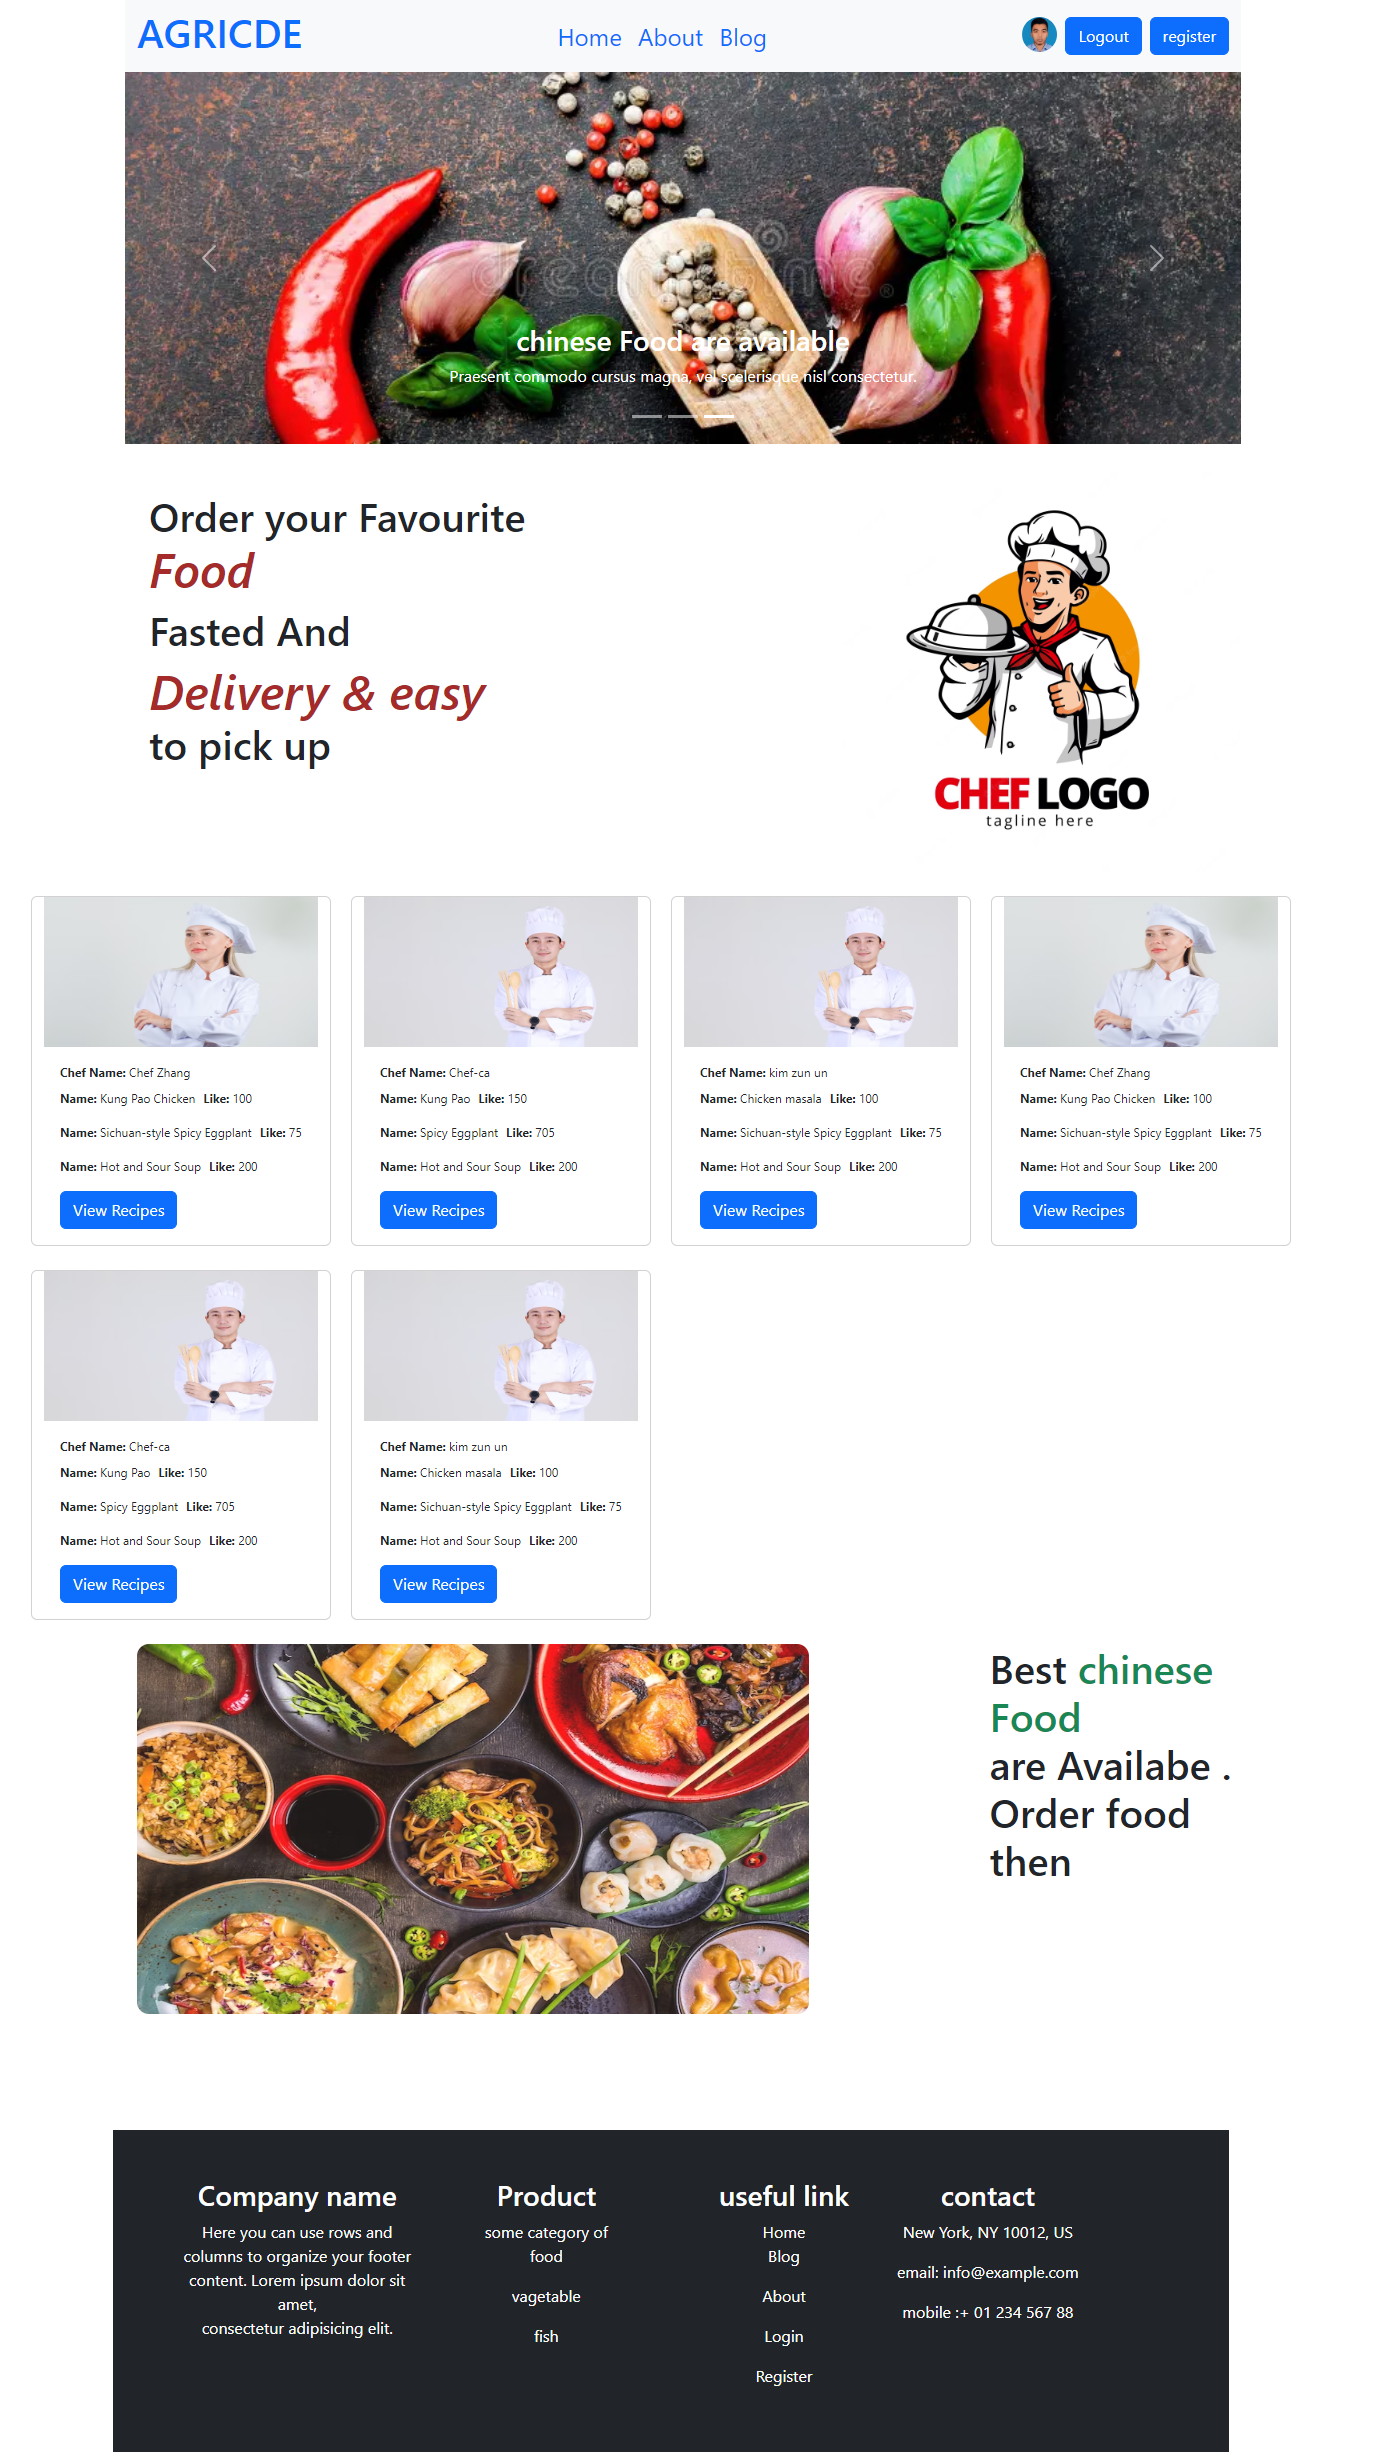 AGRICDE
Home About Blog
Logout register
dreamstime®
chinese Food are available
Praesent commodo cursus magna, vel scelerisque nisl consectetur.
Order your Favourite
Food
Fasted And
Delivery & easy
to pick up
CHEF LOGO
tagline here
Chef Name: Chef Zhang
Name: Kung Pao Chicken Like: 100
Name: Sichuan-style Spicy Eggplant Like: 75
Name: Hot and Sour Soup Like: 200
View Recipes
Chef Name: Chef-ca
Name: Kung Pao Like: 150
Name: Spicy Eggplant Like: 705
Name: Hot and Sour Soup Like: 200
View Recipes
Chef Name: kim zun un
Name: Chicken masala Like: 100
Name: Sichuan-style Spicy Eggplant Like: 75
Name: Hot and Sour Soup Like: 200
View Recipes
Chef Name: Chef Zhang
Name: Kung Pao Chicken Like: 100
Name: Sichuan-style Spicy Eggplant Like: 75
Name: Hot and Sour Soup Like: 200
View Recipes
Chef Name: Chef-ca
Name: Kung Pao Like: 150
Name: Spicy Eggplant Like: 705
Name: Hot and Sour Soup Like: 200
View Recipes
Chef Name: kim zun un
Name: Chicken masala Like: 100
Name: Sichuan-style Spicy Eggplant Like: 75
Name: Hot and Sour Soup Like: 200
View Recipes
Best chinese
Food
are Availabe .
Order food
then
Company name
Here you can use rows and
columns to organize your footer
content. Lorem ipsum dolor sit
amet,
consectetur adipisicing elit.
Product
some category of
food
vagetable
fish
useful link
Home
Blog
About
Login
Register
contact
New York, NY 10012, US
email: info@example.com
mobile :+ 01 234 567 88